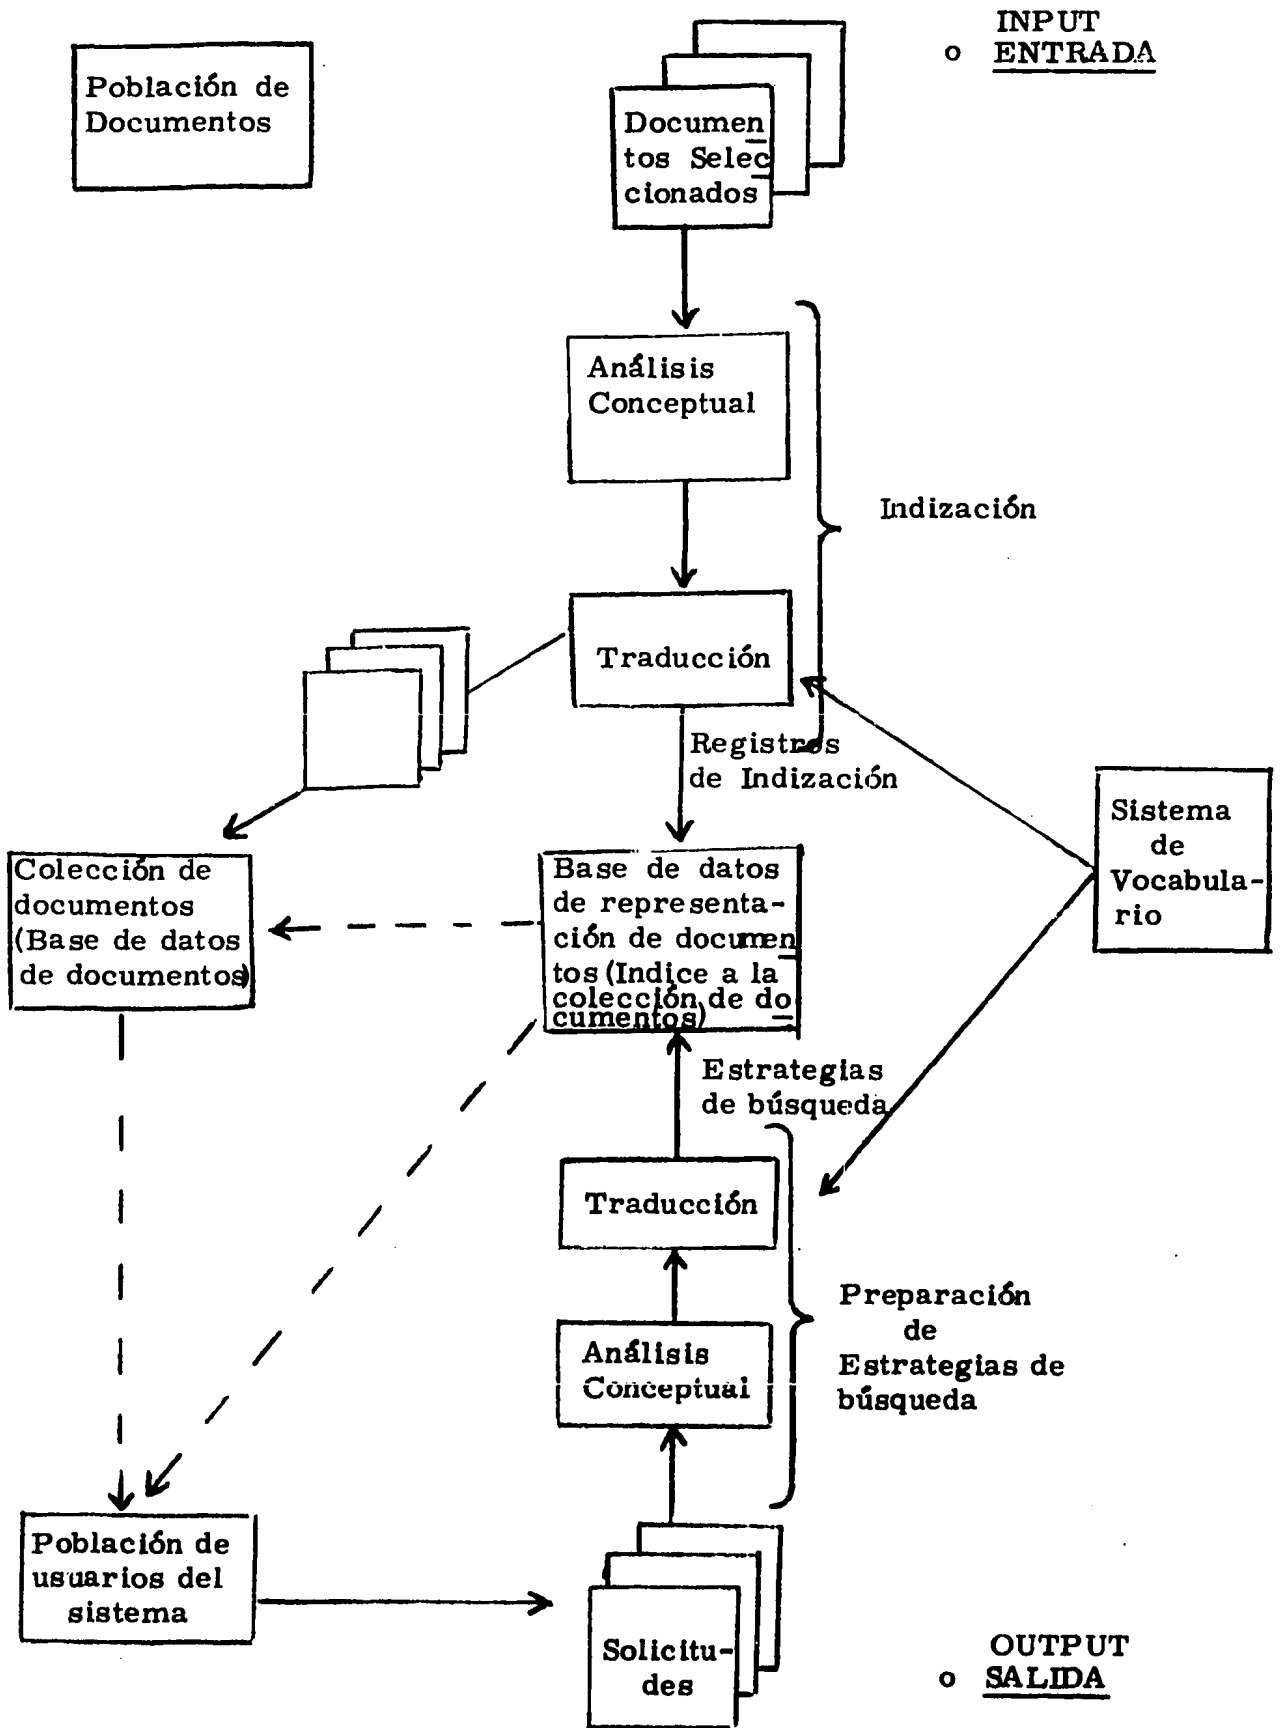 INPUT
o ENTRADA
Población de
Documentos
Documen
tos Selec
cionados
Análisis
Conceptual
Indización
Traducción
Registros
de Indización
Sistema
de
Vocabula-
rio
Colección de
documentos
(Base de datos
de documentos)
Base de datos
de representa-
ción de documen
tos (Indice a la
colección de do
cumentos)
Estrategias
de búsqueda
Traducción
Preparación
de
Estrategias de
búsqueda
Análisis
Conceptual
Población de
usuarios del
sistema
Solicitu-
des
OUTPUT
o SALIDA